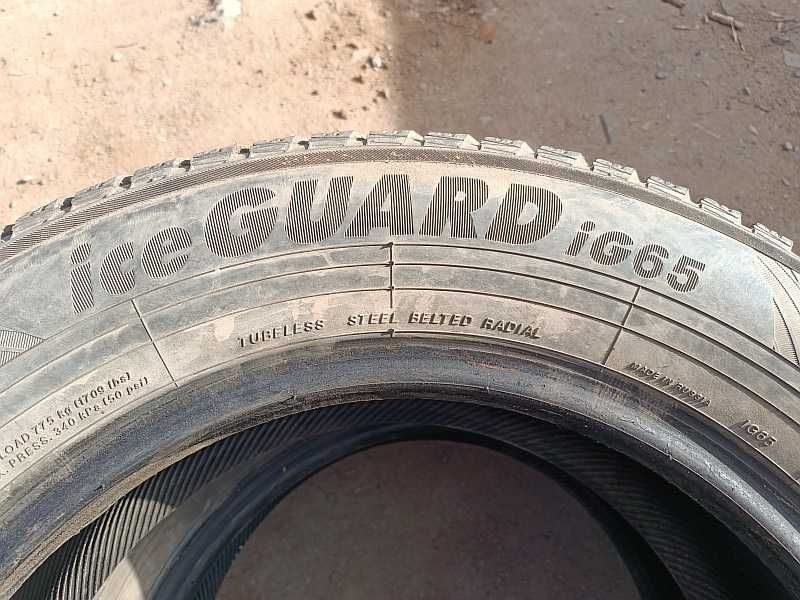 iceGUARD iG65
TUBELESS STEEL BELTED RADIAL
LOAD 775 kg (1709 lbs)
PRESS. 340 kPa (50 psi)
MADE IN RUSSIA
IG65